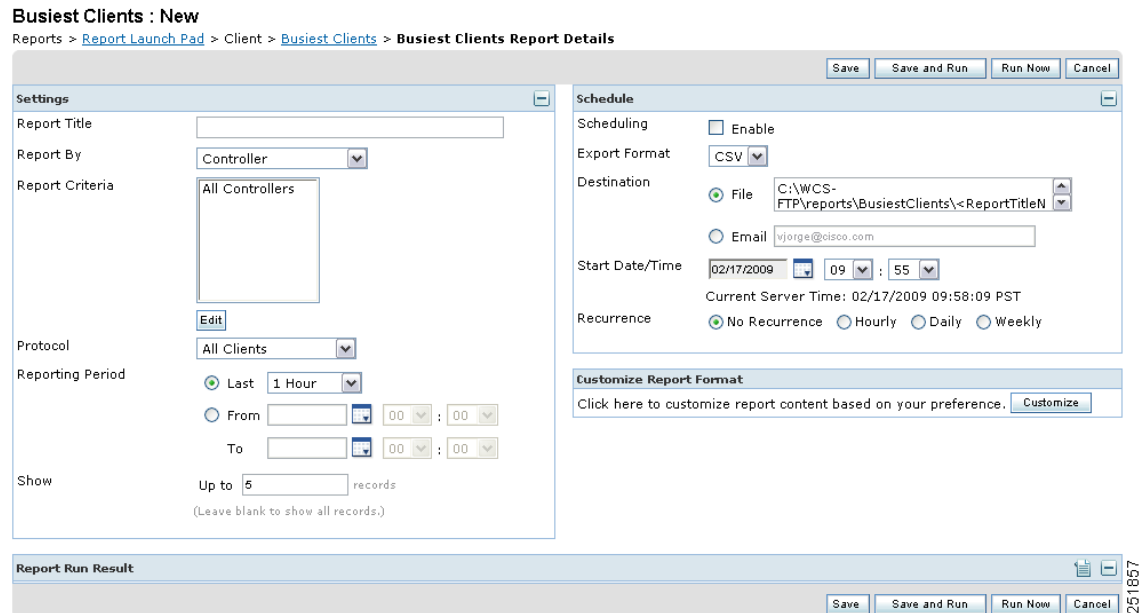 Busiest Clients : New
Reports > Report Launch Pad > Client > Busiest Clients > Busiest Clients Report Details
Save Save and Run Run Now Cancel
Settings
Report Title
Report By Controller
Report Criteria All Controllers
Edit
Protocol All Clients
Reporting Period Last 1 Hour
From 00 : 00
To 00 : 00
Show Up to 5 records
(Leave blank to show all records.)
Schedule
Scheduling Enable
Export Format CSV
Destination File C:\WCS-
FTP\reports\BusiestClients\<ReportTitleN
Email vjorge@cisco.com
Start Date/Time 02/17/2009 09 : 55
Current Server Time: 02/17/2009 09:58:09 PST
Recurrence No Recurrence Hourly Daily Weekly
Customize Report Format
Click here to customize report content based on your preference. Customize
Report Run Result
Save Save and Run Run Now Cancel
251857